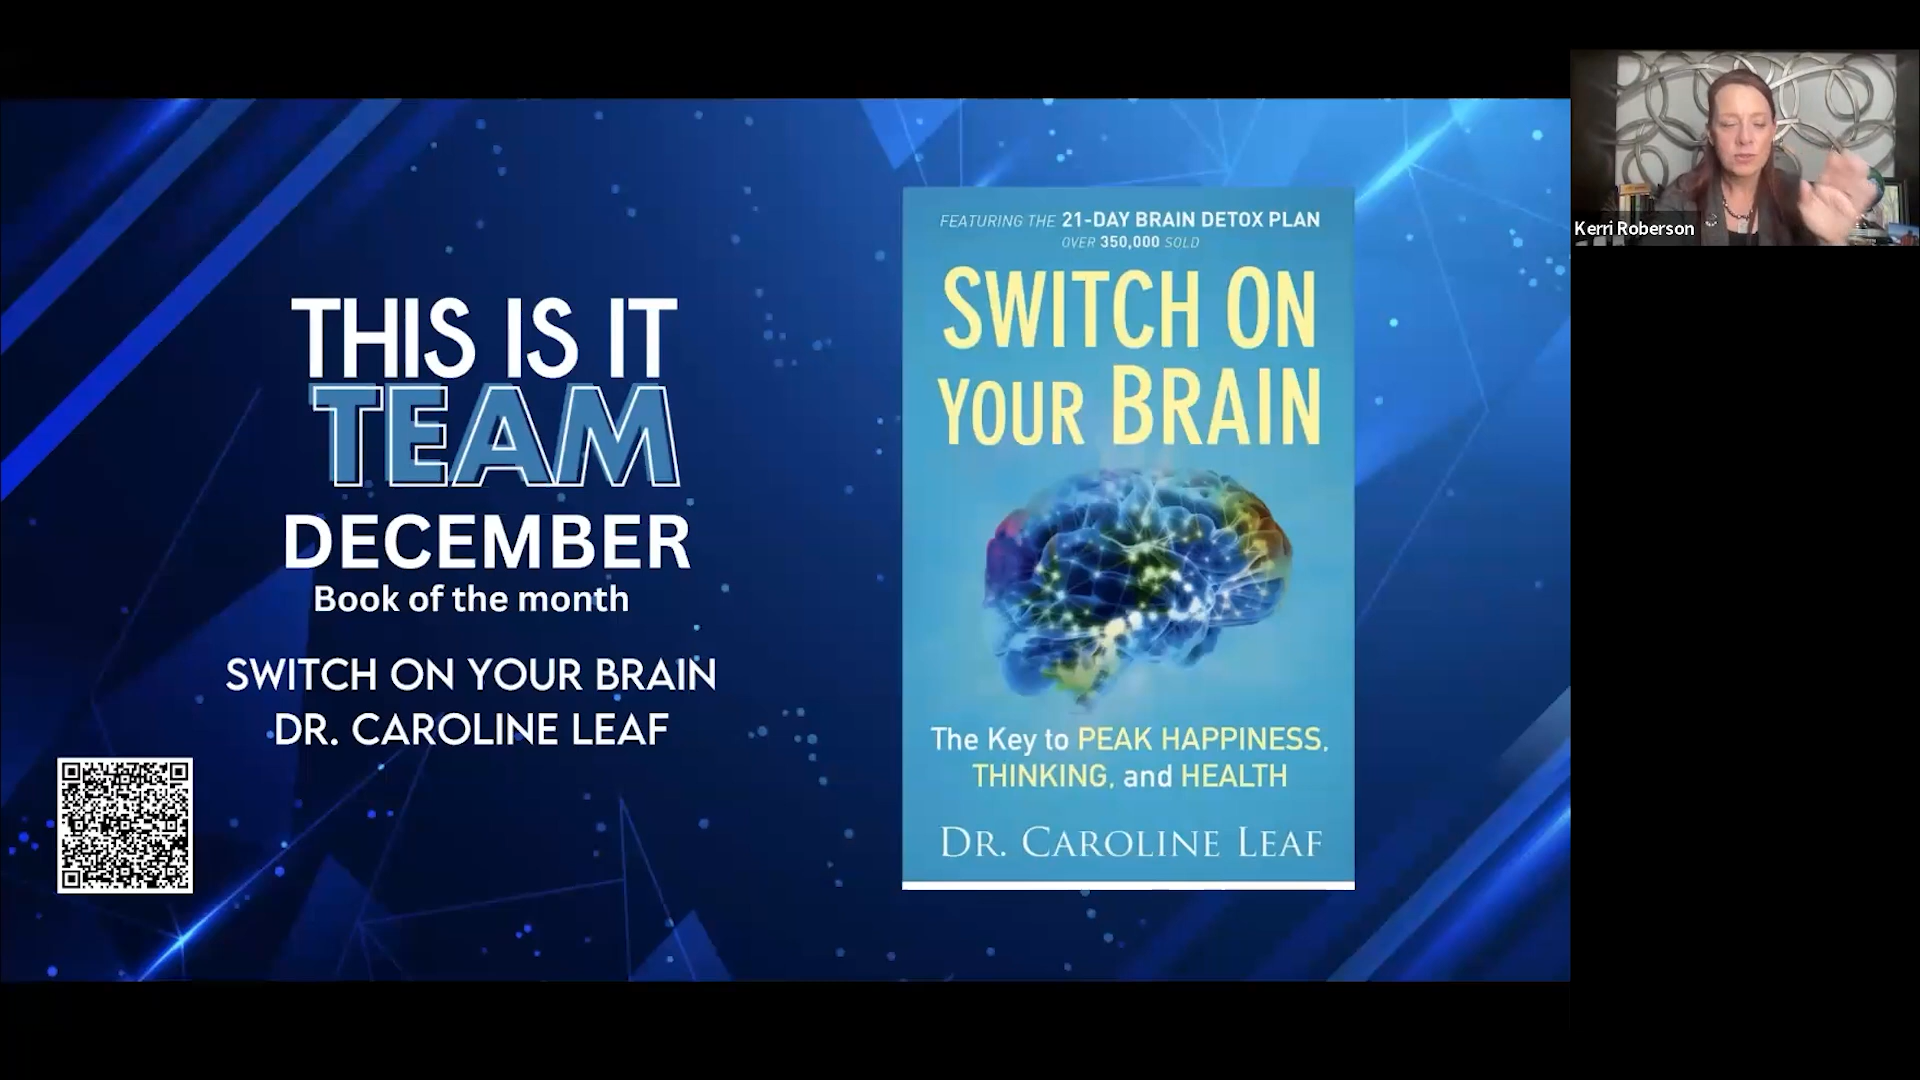 THIS IS IT
TEAM
DECEMBER
Book of the month
SWITCH ON YOUR BRAIN
DR. CAROLINE LEAF
FEATURING THE 21-DAY BRAIN DETOX PLAN
OVER 350,000 SOLD
SWITCH ON
YOUR BRAIN
The Key to PEAK HAPPINESS,
THINKING, and HEALTH
DR. CAROLINE LEAF
Kerri Roberson